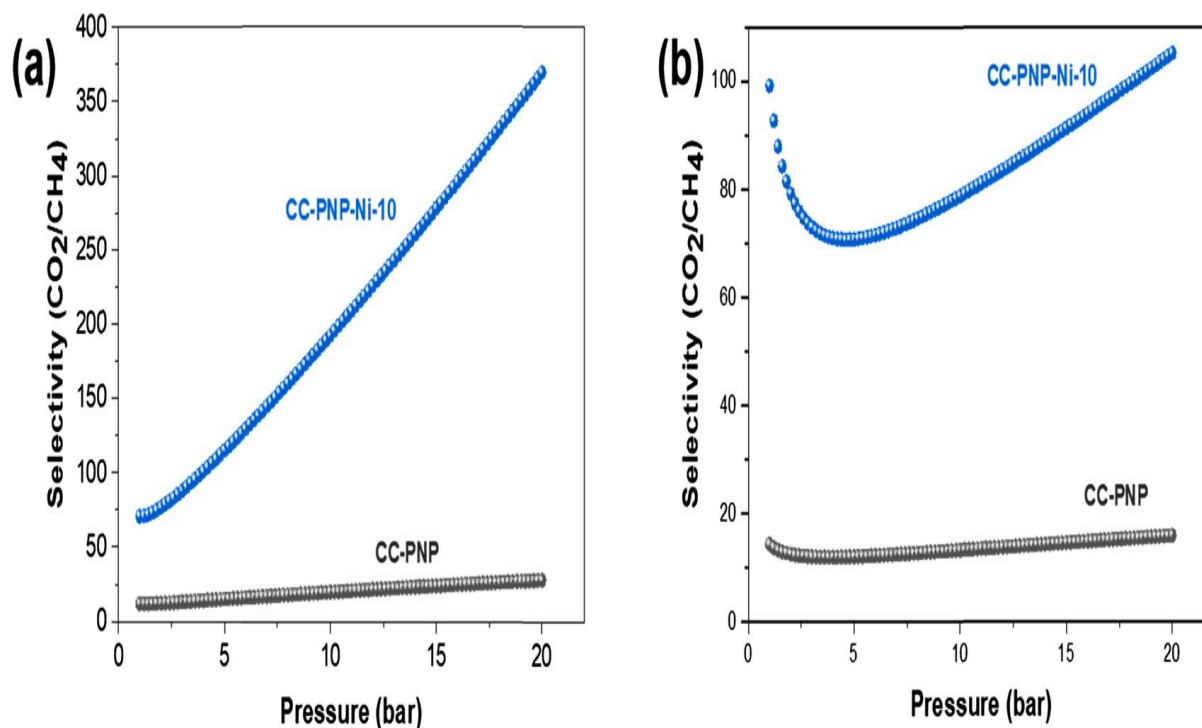 (a)
Selectivity (CO₂/CH₄)
400
350
300
250
200
150
100
50
0
CC-PNP-Ni-10
CC-PNP
0 5 10 15 20
Pressure (bar)
(b)
Selectivity (CO₂/CH₄)
100
80
60
40
20
0
CC-PNP-Ni-10
CC-PNP
0 5 10 15 20
Pressure (bar)